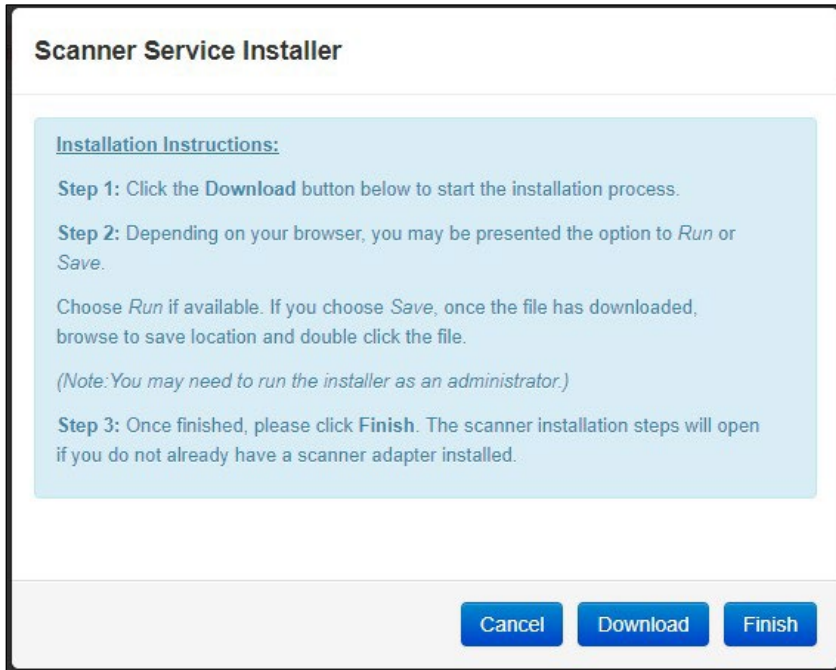 Scanner Service Installer
Installation Instructions:
Step 1: Click the Download button below to start the installation process.
Step 2: Depending on your browser, you may be presented the option to Run or
Save.
Choose Run if available. If you choose Save, once the file has downloaded,
browse to save location and double click the file.
(Note:You may need to run the installer as an administrator.)
Step 3: Once finished, please click Finish. The scanner installation steps will open
if you do not already have a scanner adapter installed.
Cancel Download Finish